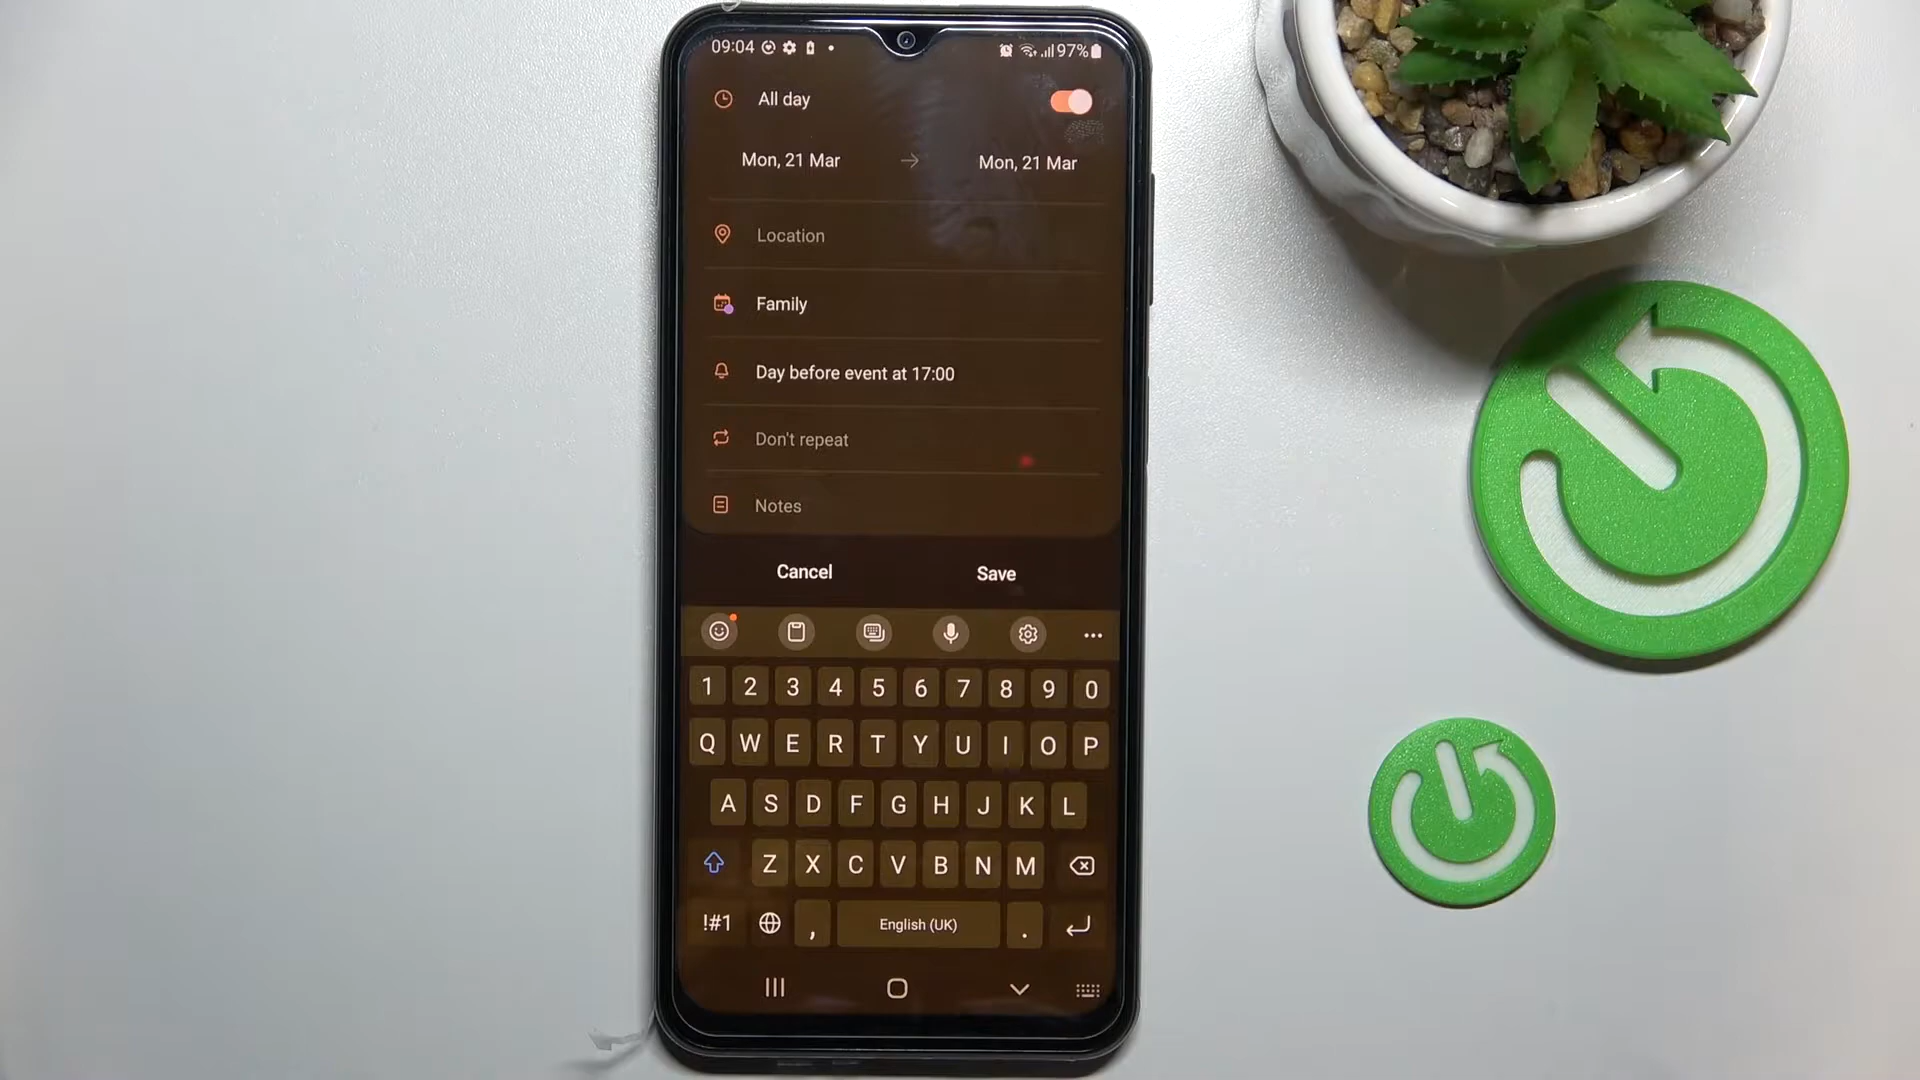 09:04 97%
All day
Mon, 21 Mar Mon, 21 Mar
Location
Family
Day before event at 17:00
Don't repeat
Notes
Cancel Save
1 2 3 4 5 6 7 8 9 0
Q W E R T Y U I O P
A S D F G H J K L
Z X C V B N M
!#1 , English (UK) .